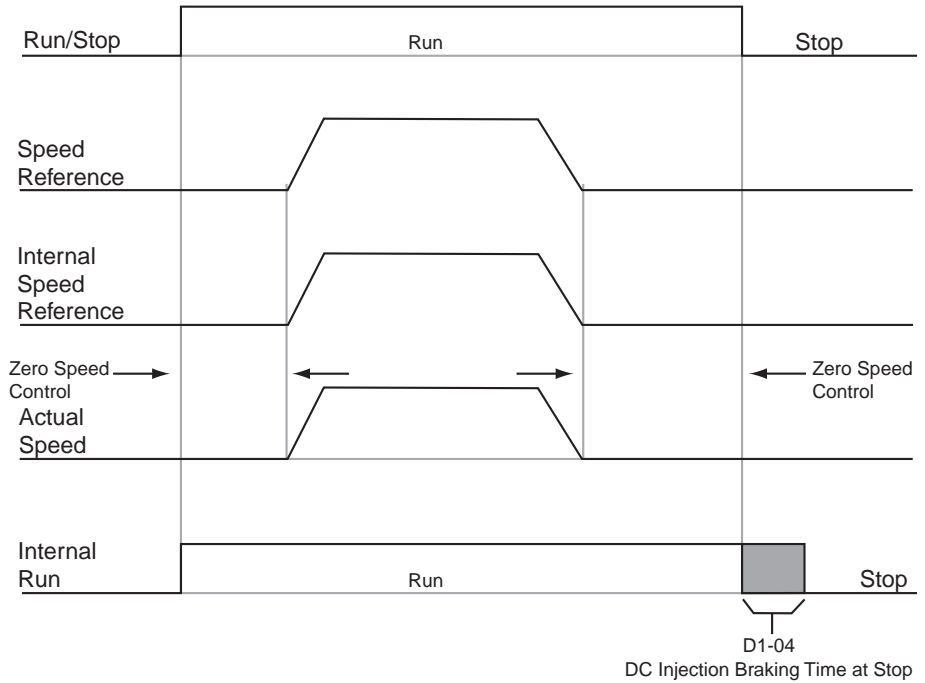 Run/Stop
Run
Stop
Speed
Reference
Internal
Speed
Reference
Zero Speed
Control
Zero Speed
Control
Actual
Speed
Internal
Run
Run
Stop
D1-04
DC Injection Braking Time at Stop